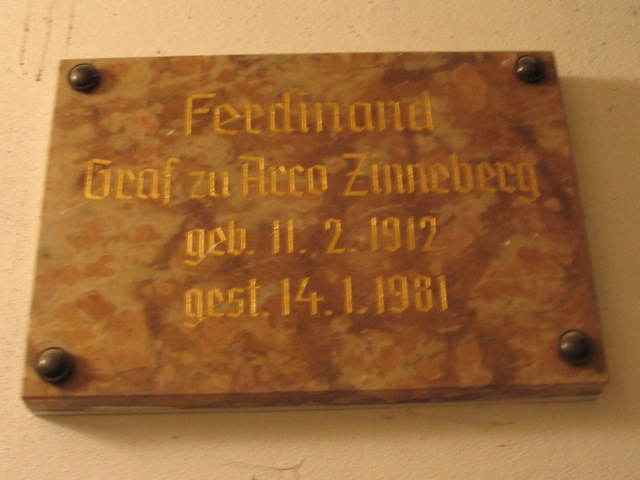 Ferdinand
Graf zu Arco Zinneberg
geb. 11. 2. 1912
gest. 14. 1. 1981